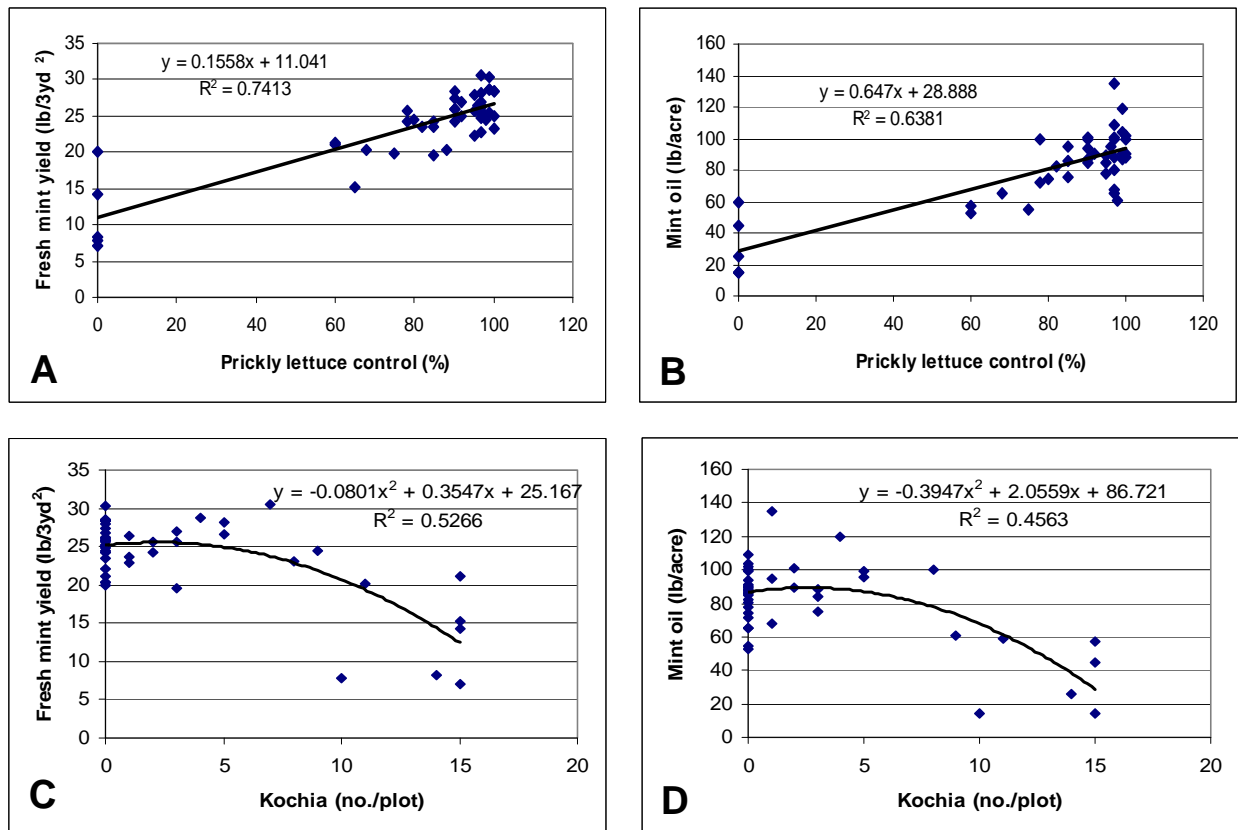 35
30
25
20
15
10
5
0
Fresh mint yield (lb/3yd ²)
y = 0.1558x + 11.041
R² = 0.7413
0 20 40 60 80 100 120
Prickly lettuce control (%)
A
160
140
120
100
80
60
40
20
0
Mint oil (lb/acre)
y = 0.647x + 28.888
R² = 0.6381
0 20 40 60 80 100 120
Prickly lettuce control (%)
B
35
30
25
20
15
10
5
0
Fresh mint yield (lb/3yd²)
y = -0.0801x² + 0.3547x + 25.167
R² = 0.5266
0 5 10 15 20
Kochia (no./plot)
C
160
140
120
100
80
60
40
20
0
Mint oil (lb/acre)
y = -0.3947x² + 2.0559x + 86.721
R² = 0.4563
0 5 10 15 20
Kochia (no./plot)
D